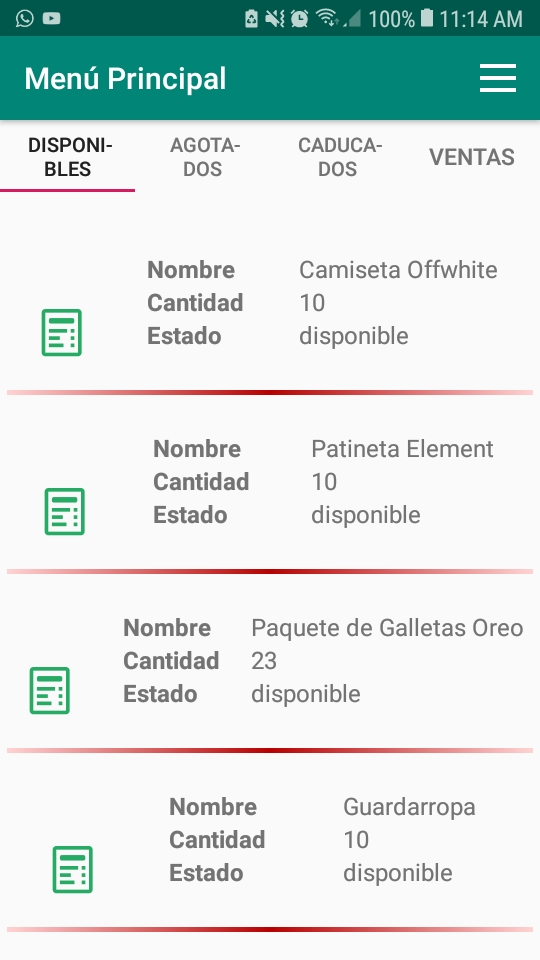 100% 11:14 AM
Menú Principal
DISPONI-
BLES
AGOTA-
DOS
CADUCA-
DOS
VENTAS
Nombre Camiseta Offwhite
Cantidad 10
Estado disponible
Nombre Patineta Element
Cantidad 10
Estado disponible
Nombre Paquete de Galletas Oreo
Cantidad 23
Estado disponible
Nombre Guardarropa
Cantidad 10
Estado disponible